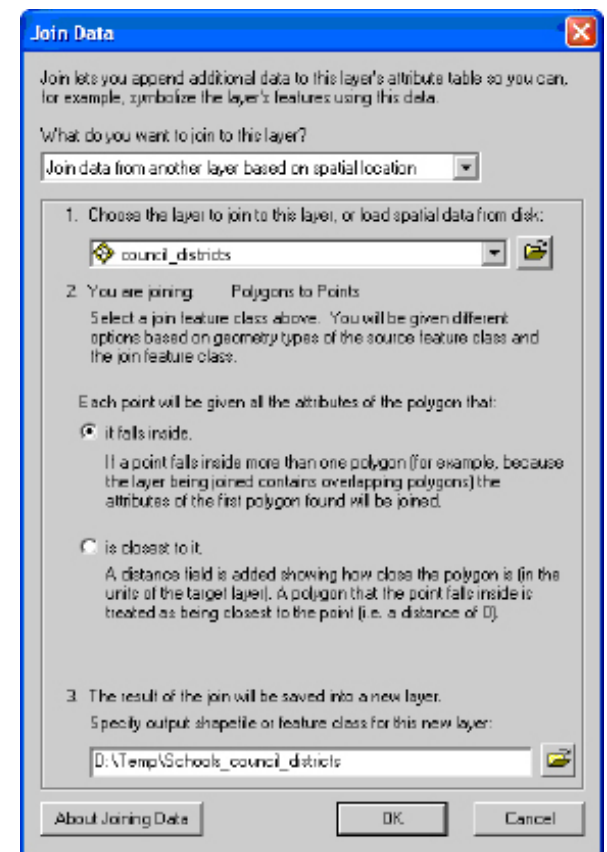 Join Data
Join lets you append additional data to this layer's attribute table so you can,
for example, symbolize the layer's features using this data.
What do you want to join to this layer?
Join data from another layer based on spatial location
1. Choose the layer to join to this layer, or load spatial data from disk:
council_districts
2. You are joining: Polygons to Points
Select a join feature class above. You will be given different
options based on geometry types of the source feature class and
the join feature class.
Each point will be given all the attributes of the polygon that:
it falls inside.
If a point falls inside more than one polygon (for example, because
the layer being joined contains overlapping polygons) the
attributes of the first polygon found will be joined.
is closest to it.
A distance field is added showing how close the polygon is (in the
units of the target layer). A polygon that the point falls inside is
treated as being closest to the point (i.e. a distance of 0).
3. The result of the join will be saved into a new layer.
Specify output shapefile or feature class for this new layer:
D:\Temp\Schools_council_districts
About Joining Data OK Cancel